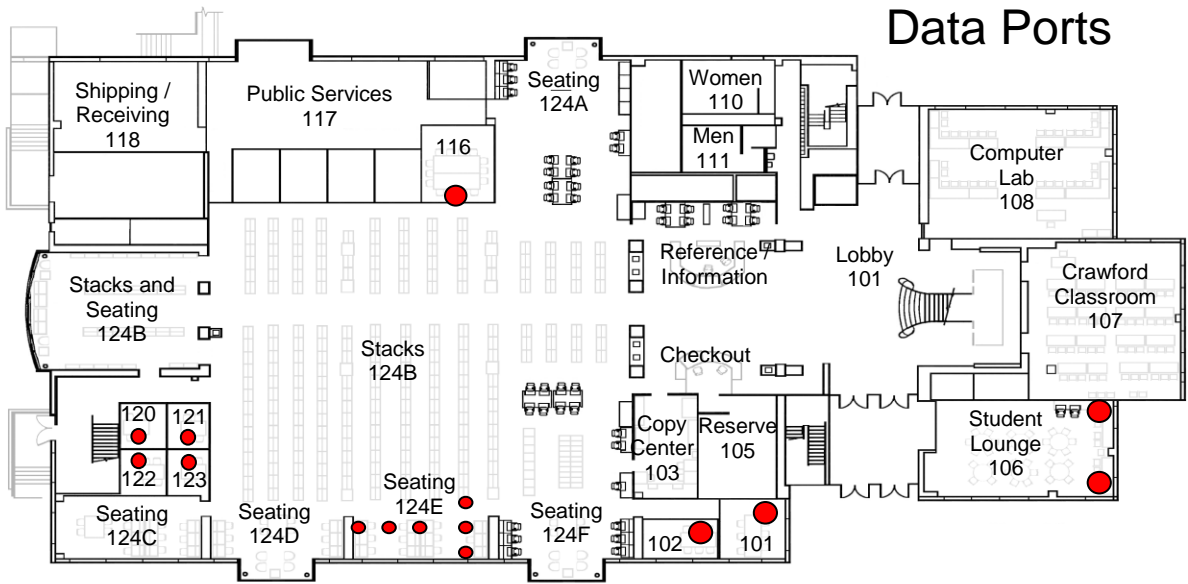 Data Ports
Shipping /
Receiving
118
Public Services
117
Seating
124A
Women
110
Men
111
116
Computer
Lab
108
Reference /
Information
Lobby
101
Crawford
Classroom
107
Stacks and
Seating
124B
Stacks
124B
Checkout
120
121
122
123
Copy
Center
103
Reserve
105
Student
Lounge
106
Seating
124C
Seating
124D
Seating
124E
Seating
124F
102
101